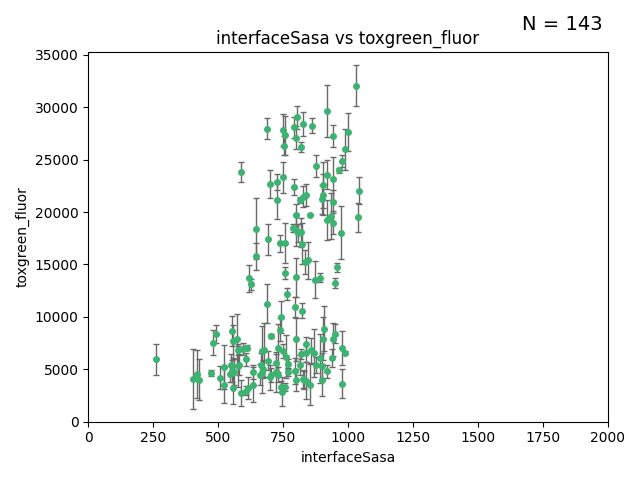 N = 143
interfaceSasa vs toxgreen_fluor
35000
30000
25000
20000
15000
10000
5000
0
toxgreen_fluor
0 250 500 750 1000 1250 1500 1750 2000
interfaceSasa